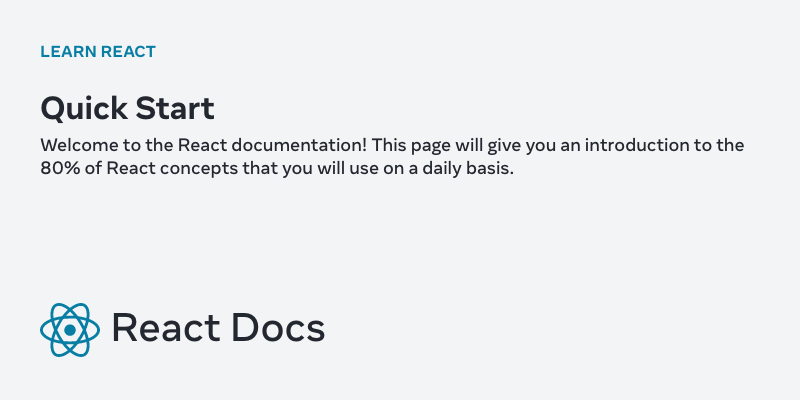 LEARN REACT
Quick Start
Welcome to the React documentation! This page will give you an introduction to the
80% of React concepts that you will use on a daily basis.
React Docs